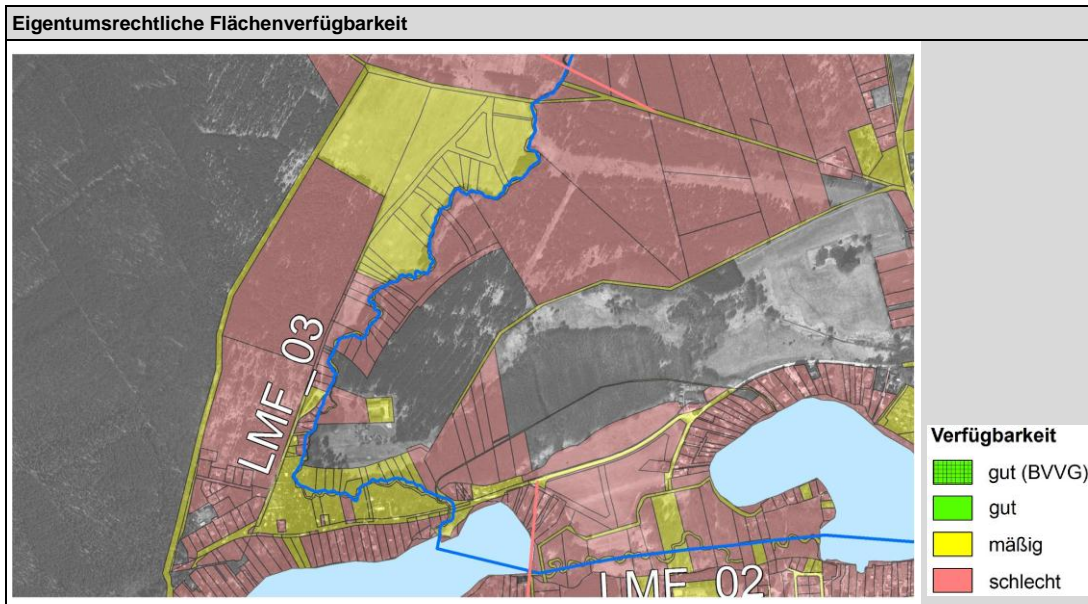 Eigentumsrechtliche Flächenverfügbarkeit
LMF_03
LMF_02
Verfügbarkeit
gut (BVVG)
gut
mäßig
schlecht